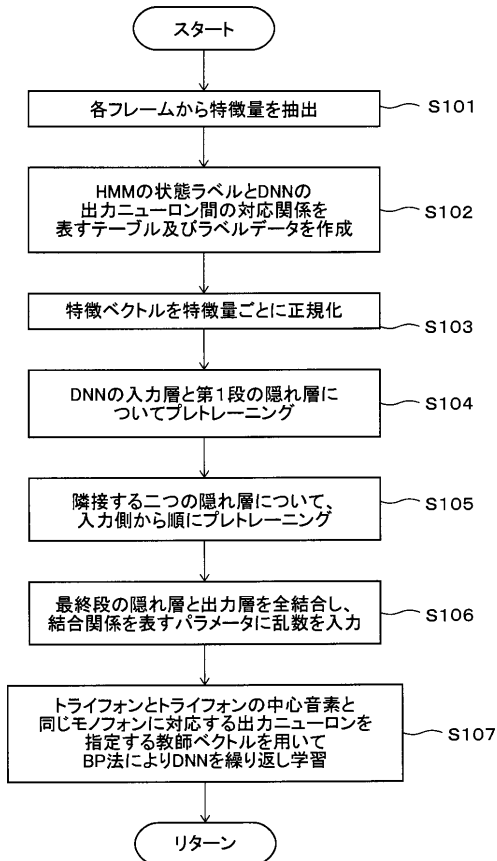 スタート
各フレームから特徴量を抽出
S101
HMMの状態ラベルとDNNの
出力ニューロン間の対応関係を
表すテーブル及びラベルデータを作成
S102
特徴ベクトルを特徴量ごとに正規化
S103
DNNの入力層と第1段の隠れ層に
ついてプレトレーニング
S104
隣接する二つの隠れ層について、
入力側から順にプレトレーニング
S105
最終段の隠れ層と出力層を全結合し、
結合関係を表すパラメータに乱数を入力
S106
トライフォンとトライフォンの中心音素と
同じモノフォンに対応する出力ニューロンを
指定する教師ベクトルを用いて
BP法によりDNNを繰り返し学習
S107
リターン